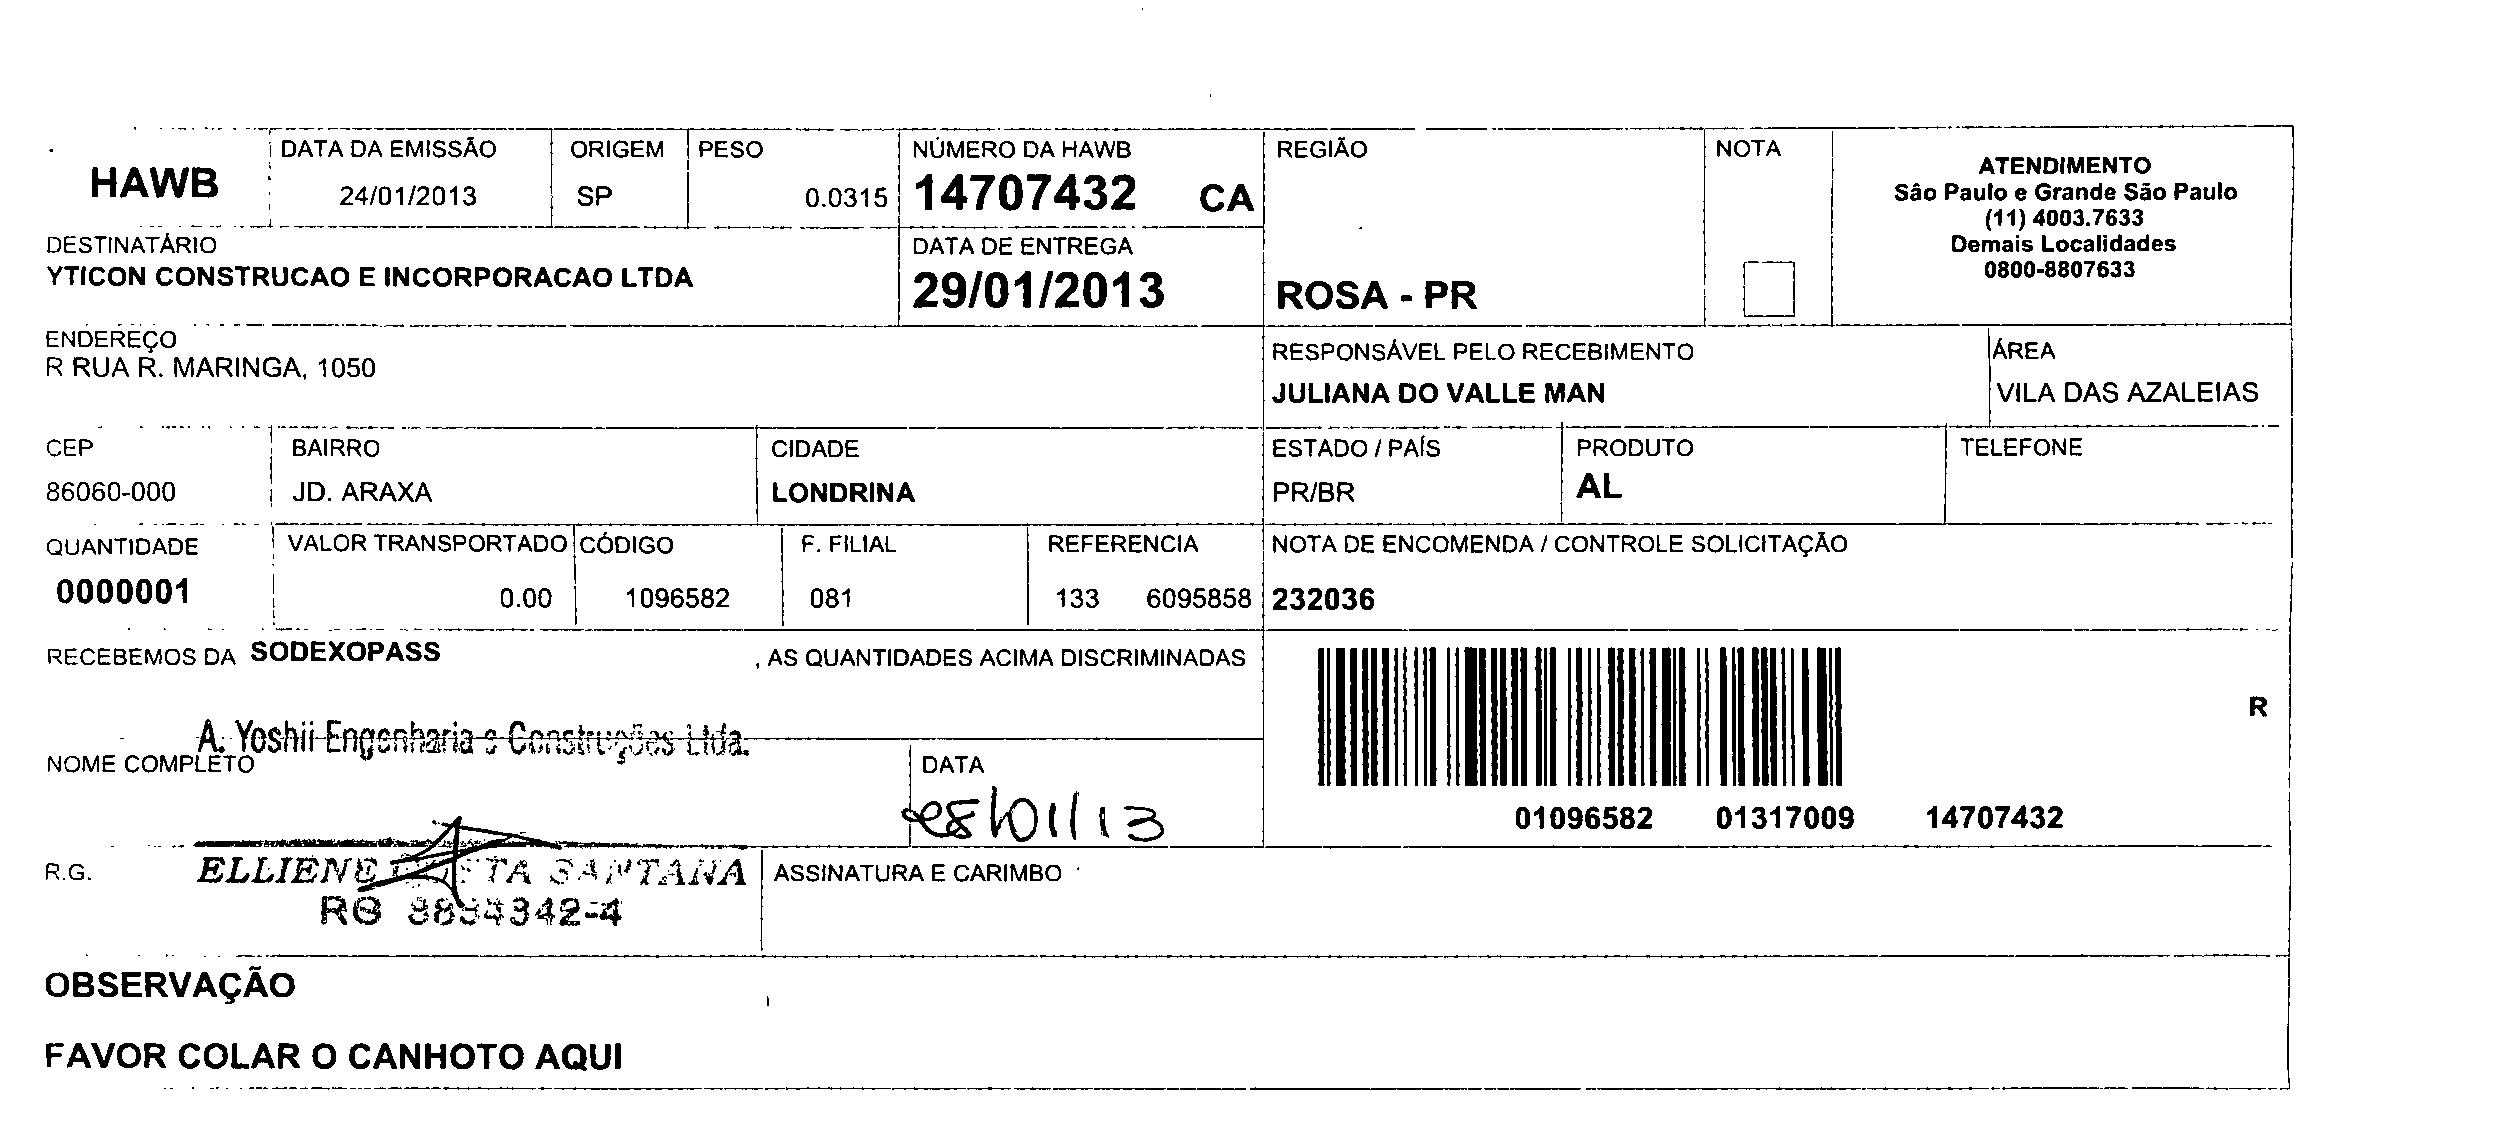 HAWB
DATA DA EMISSÃO
24/01/2013
ORIGEM
SP
PESO
0.0315
NÚMERO DA HAWB
14707432 CA
REGIÃO
ROSA - PR
NOTA
ATENDIMENTO
São Paulo e Grande São Paulo
(11) 4003.7633
Demais Localidades
0800-8807633
DESTINATÁRIO
YTICON CONSTRUCAO E INCORPORACAO LTDA
DATA DE ENTREGA
29/01/2013
ENDEREÇO
R RUA R. MARINGA, 1050
RESPONSÁVEL PELO RECEBIMENTO
JULIANA DO VALLE MAN
ÁREA
VILA DAS AZALEIAS
CEP
86060-000
BAIRRO
JD. ARAXA
CIDADE
LONDRINA
ESTADO / PAÍS
PR/BR
PRODUTO
AL
TELEFONE
QUANTIDADE
0000001
VALOR TRANSPORTADO
0.00
CÓDIGO
1096582
F. FILIAL
081
REFERENCIA
133 6095858
NOTA DE ENCOMENDA / CONTROLE SOLICITAÇÃO
232036
RECEBEMOS DA SODEXOPASS , AS QUANTIDADES ACIMA DISCRIMINADAS
R
A. Yoshii Engenharia e Construções Ltda.
NOME COMPLETO
DATA
28/01/13
01096582 01317009 14707432
R.G.
ELLIENE SANTANA
RG
ASSINATURA E CARIMBO
OBSERVAÇÃO
FAVOR COLAR O CANHOTO AQUI